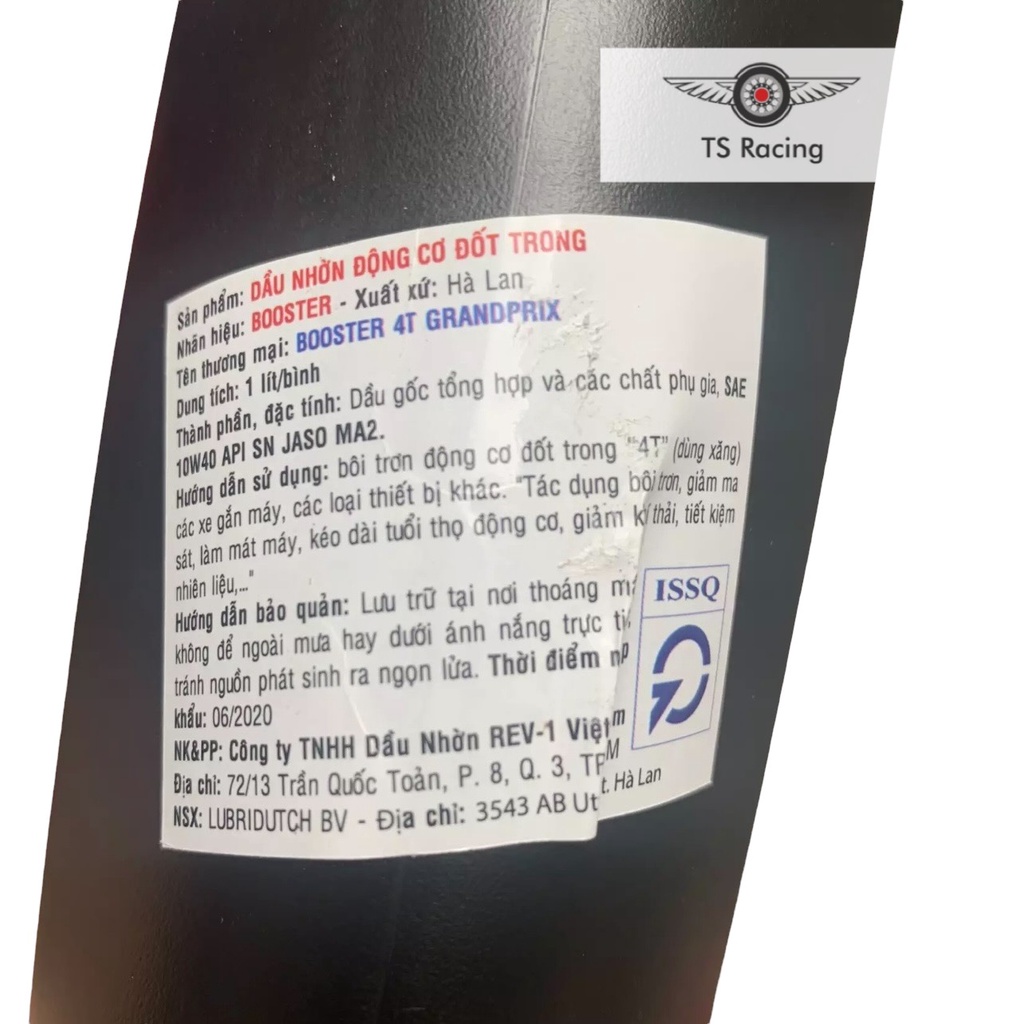 TS Racing
Sản phẩm: DẦU NHỜN ĐỘNG CƠ ĐỐT TRONG
Nhãn hiệu: BOOSTER - Xuất xứ: Hà Lan
Tên thương mại: BOOSTER 4T GRANDPRIX
Dung tích: 1 lít/bình
Thành phần, đặc tính: Dầu gốc tổng hợp và các chất phụ gia, SAE
10W40 API SN JASO MA2.
Hướng dẫn sử dụng: bôi trơn động cơ đốt trong "4T" (dùng xăng)
các xe gắn máy, các loại thiết bị khác. "Tác dụng bôi trơn, giảm ma
sát, làm mát máy, kéo dài tuổi thọ động cơ, giảm thải, tiết kiệm
nhiên liệu,..."
Hướng dẫn bảo quản: Lưu trữ tại nơi thoáng
không để ngoài mưa hay dưới ánh nắng trực
tránh nguồn phát sinh ra ngọn lửa. Thời điểm
khẩu: 06/2020
NK&PP: Công ty TNHH Dầu Nhờn REV-1 Việt
Địa chỉ: 72/13 Trần Quốc Toản, P. 8, Q. 3,
NSX: LUBRIDUTCH BV - Địa chỉ: 3543 AB Ut t. Hà Lan
ISSQ